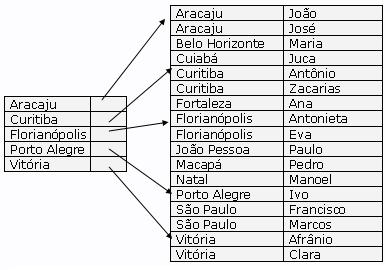 Aracaju João
Aracaju José
Belo Horizonte Maria
Cuiabá Juca
Curitiba Antônio
Curitiba Zacarias
Fortaleza Ana
Florianópolis Antonieta
Florianópolis Eva
João Pessoa Paulo
Macapá Pedro
Natal Manoel
Porto Alegre Ivo
São Paulo Francisco
São Paulo Marcos
Vitória Afrânio
Vitória Clara
Aracaju
Curitiba
Florianópolis
Porto Alegre
Vitória